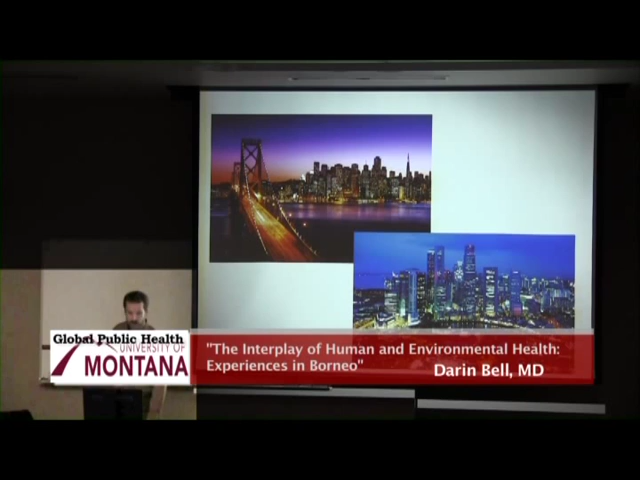 Global Public Health
UNIVERSITY OF
MONTANA
"The Interplay of Human and Environmental Health:
Experiences in Borneo"
Darin Bell, MD